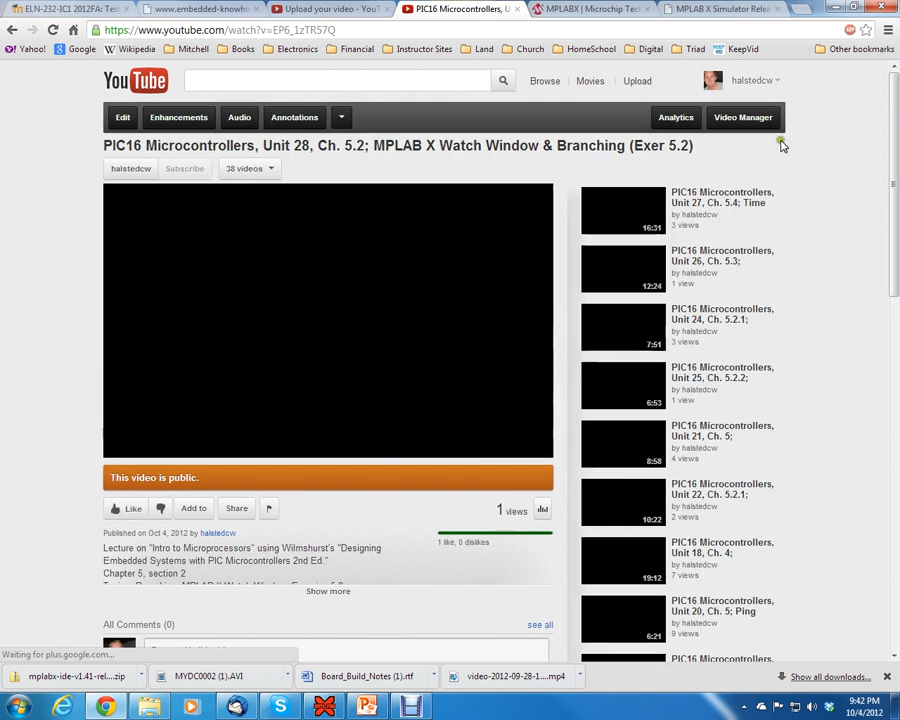 ELN-232-IC1 2012FA: Te
www.embedded-knowh
Upload your video - YouT
PIC16 Microcontrollers, U
MPLABX | Microchip Tec
MPLAB X Simulator Relea
https://www.youtube.com/watch?v=EP6_1zTR57Q
Yahoo! Google Wikipedia Mitchell Books Electronics Financial Instructor Sites Land Church HomeSchool Digital Triad KeepVid Other bookmarks
YouTube Browse Movies Upload halstedcw
Edit Enhancements Audio Annotations Analytics Video Manager
PIC16 Microcontrollers, Unit 28, Ch. 5.2; MPLAB X Watch Window & Branching (Exer 5.2)
halstedcw Subscribe 38 videos
PIC16 Microcontrollers,
Unit 27, Ch. 5.4; Time
by halstedcw
3 views
16:31
PIC16 Microcontrollers,
Unit 26, Ch. 5.3;
by halstedcw
1 view
12:24
PIC16 Microcontrollers,
Unit 24, Ch. 5.2.1;
by halstedcw
3 views
7:51
PIC16 Microcontrollers,
Unit 25, Ch. 5.2.2;
by halstedcw
1 view
6:53
PIC16 Microcontrollers,
Unit 21, Ch. 5;
by halstedcw
4 views
8:58
PIC16 Microcontrollers,
Unit 22, Ch. 5.2.1;
by halstedcw
2 views
10:22
PIC16 Microcontrollers,
Unit 18, Ch. 4;
by halstedcw
7 views
19:12
PIC16 Microcontrollers,
Unit 20, Ch. 5; Ping
by halstedcw
9 views
6:21
PIC16 Microcontrollers,
This video is public.
Like Add to Share 1 views
Published on Oct 4, 2012 by halstedcw
1 like, 0 dislikes
Lecture on "Intro to Microprocessors" using Wilmshurst's "Designing
Embedded Systems with PIC Microcontrollers 2nd Ed."
Chapter 5, section 2
Show more
All Comments (0) see all
Waiting for plus.google.com...
mplabx-ide-v1.41-rel....zip MYDC0002 (1).AVI Board_Build_Notes (1).rtf video-2012-09-28-1....mp4 Show all downloads...
9:42 PM
10/4/2012